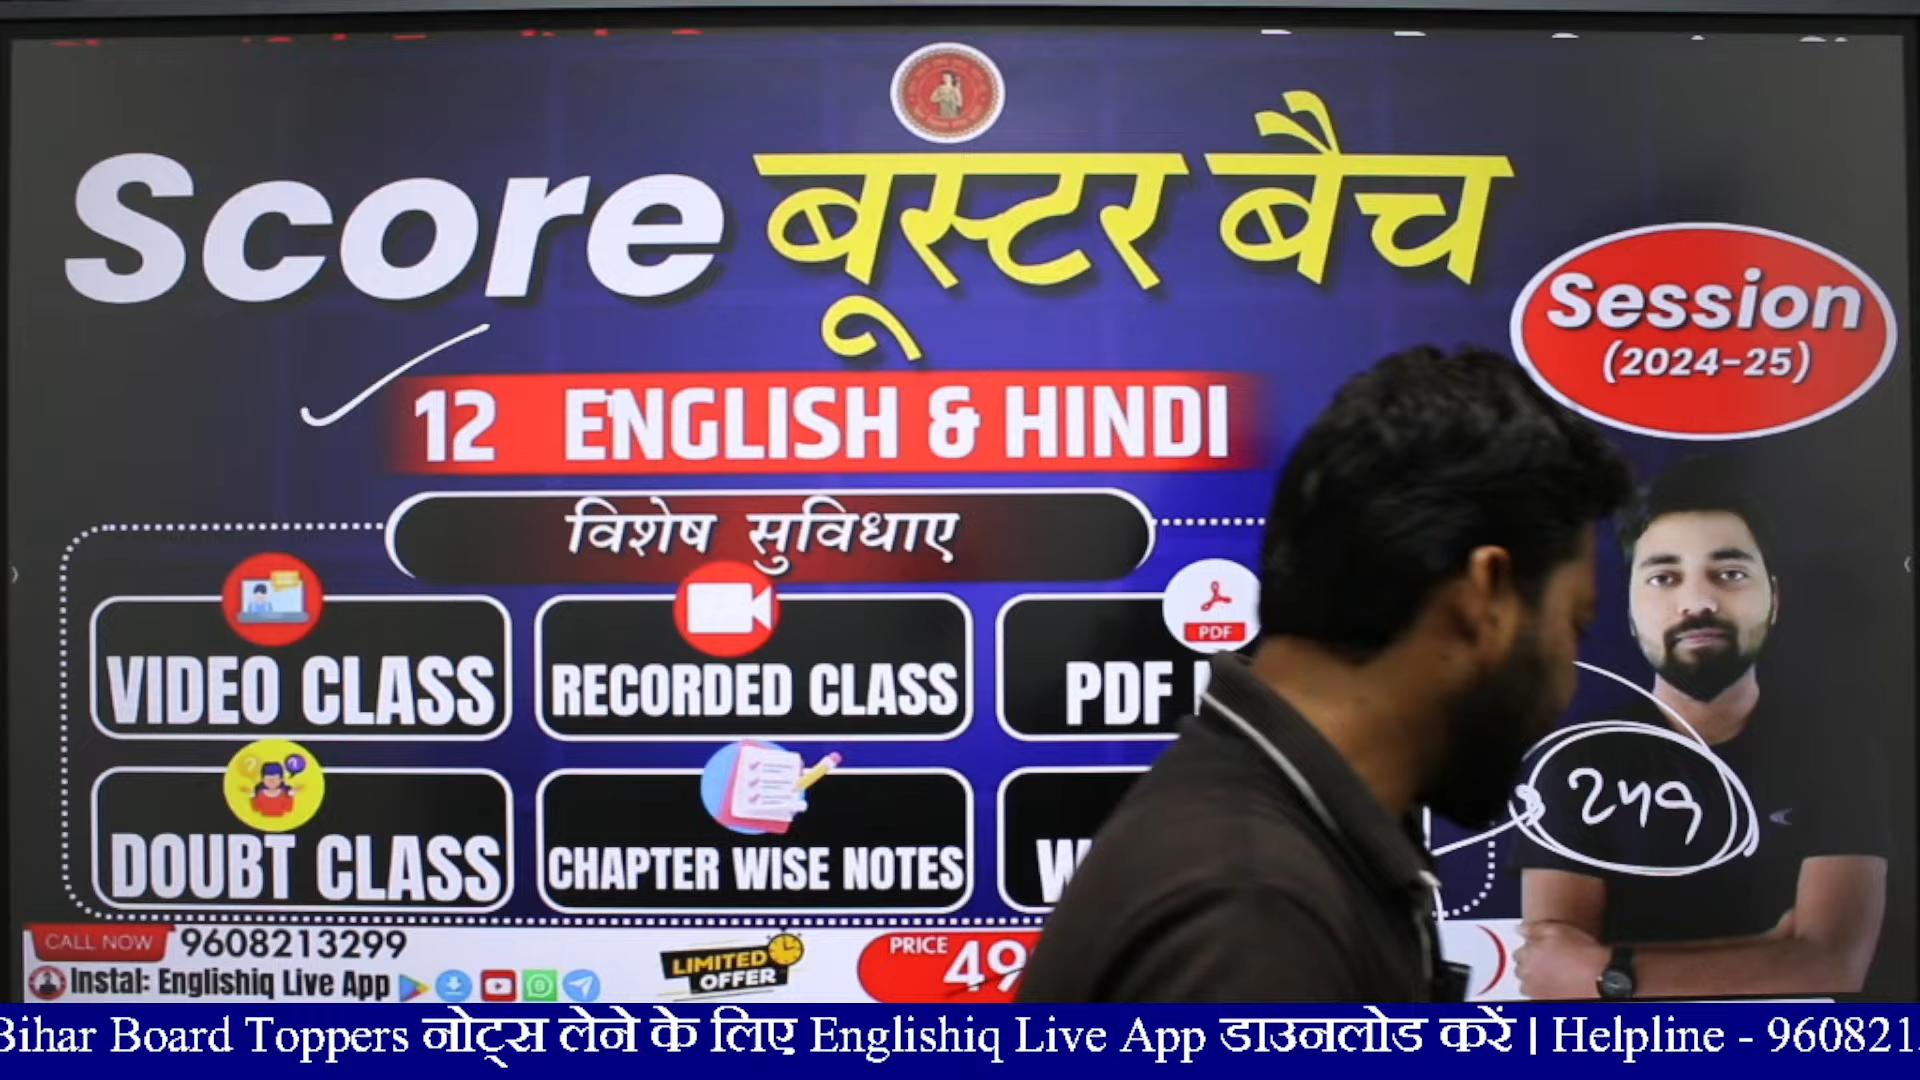 Score बूस्टर बैच
Session
(2024-25)
12 ENGLISH & HINDI
विशेष सुविधाए
VIDEO CLASS
RECORDED CLASS
PDF
PDF
DOUBT CLASS
CHAPTER WISE NOTES
249
CALL NOW 9608213299
Instal: Englishiq Live App
LIMITED
OFFER
PRICE 49
Bihar Board Toppers नोट्स लेने के लिए Englishiq Live App डाउनलोड करें | Helpline - 960821